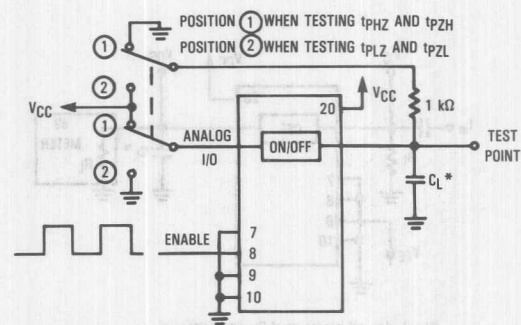 POSITION ① WHEN TESTING tPHZ AND tPZH
POSITION ② WHEN TESTING tPLZ AND tPZL
①
②
VCC
①
②
ANALOG
I/O
ON/OFF
20
VCC
1 kΩ
TEST
POINT
CL*
ENABLE
7
8
9
10